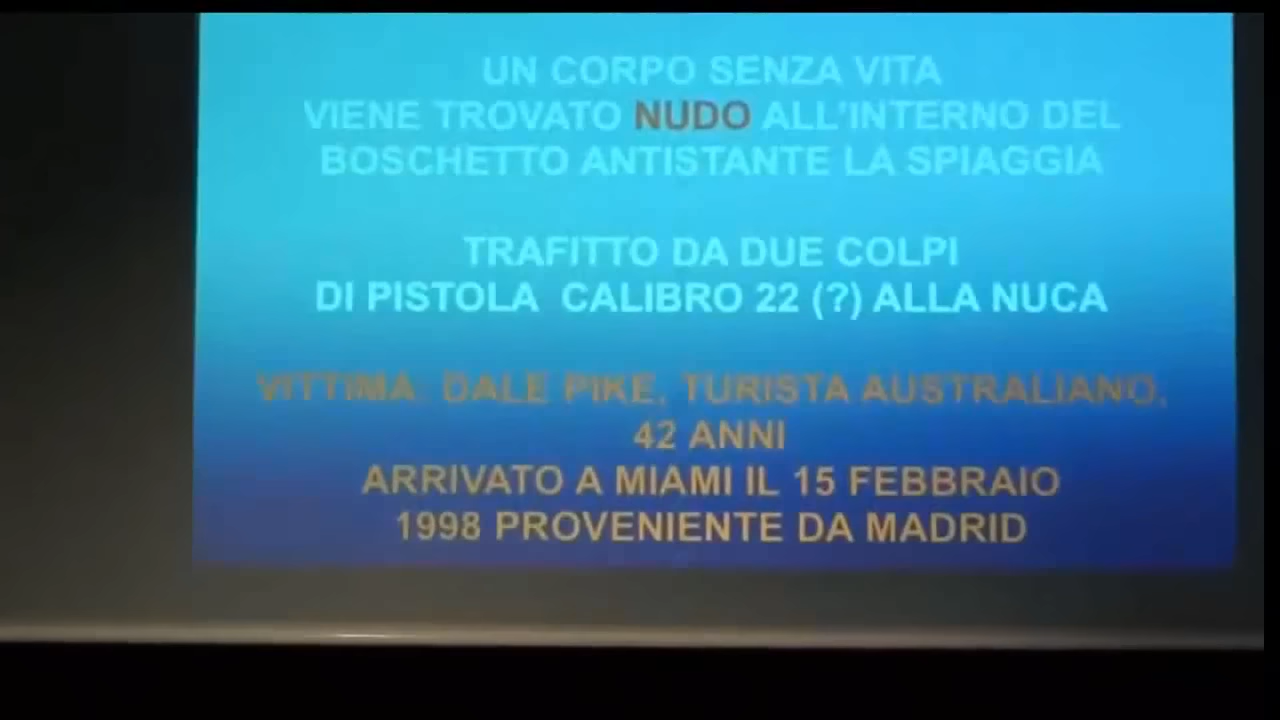 UN CORPO SENZA VITA
VIENE TROVATO NUDO ALL'INTERNO DEL
BOSCHETTO ANTISTANTE LA SPIAGGIA
TRAFITTO DA DUE COLPI
DI PISTOLA CALIBRO 22 (?) ALLA NUCA
VITTIMA: DALE PIKE, TURISTA AUSTRALIANO,
42 ANNI
ARRIVATO A MIAMI IL 15 FEBBRAIO
1998 PROVENIENTE DA MADRID